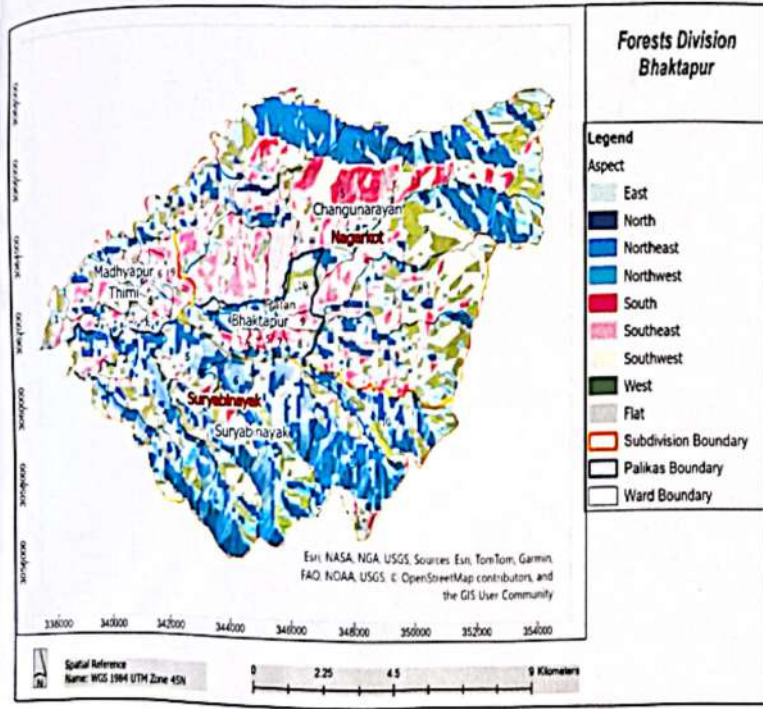 Forests Division
Bhaktapur
Legend
Aspect
East
North
Northeast
Northwest
South
Southeast
Southwest
West
Flat
Subdivision Boundary
Palikas Boundary
Ward Boundary
Changunarayan
Nagarkot
Madhyapur
Thimi
Bhaktapur
Suryabinayak
Suryabinayak
Esri, NASA, NGA, USGS, Sources: Esri, TomTom, Garmin,
FAO, NOAA, USGS, © OpenStreetMap contributors, and
the GIS User Community
338000 340000 342000 344000 346000 348000 350000 352000 354000
N
Spatial Reference
Name: WGS 1984 UTM Zone 45N
0 2.25 4.5 9 Kilometers